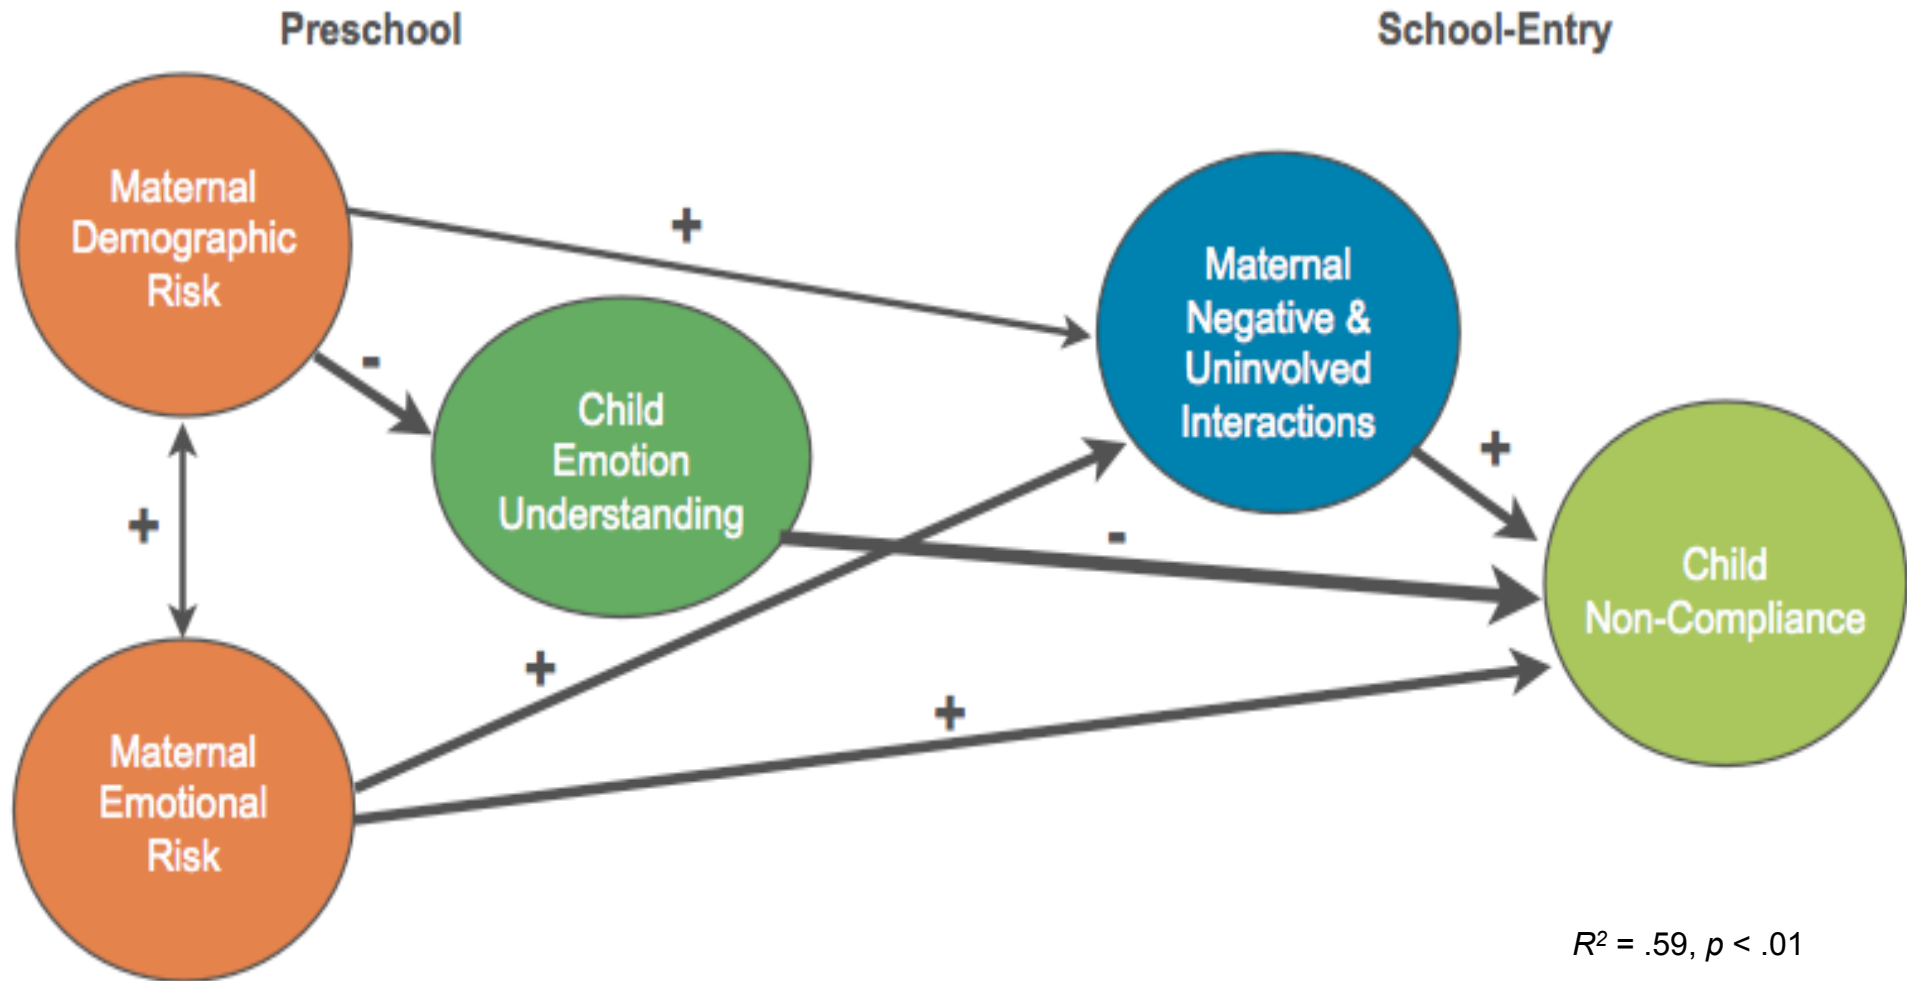 Preschool
School-Entry
Maternal
Demographic
Risk
+
-
Child
Emotion
Understanding
Maternal
Negative &
Uninvolved
Interactions
+
+
-
Child
Non-Compliance
+
+
Maternal
Emotional
Risk
R² = .59, p < .01